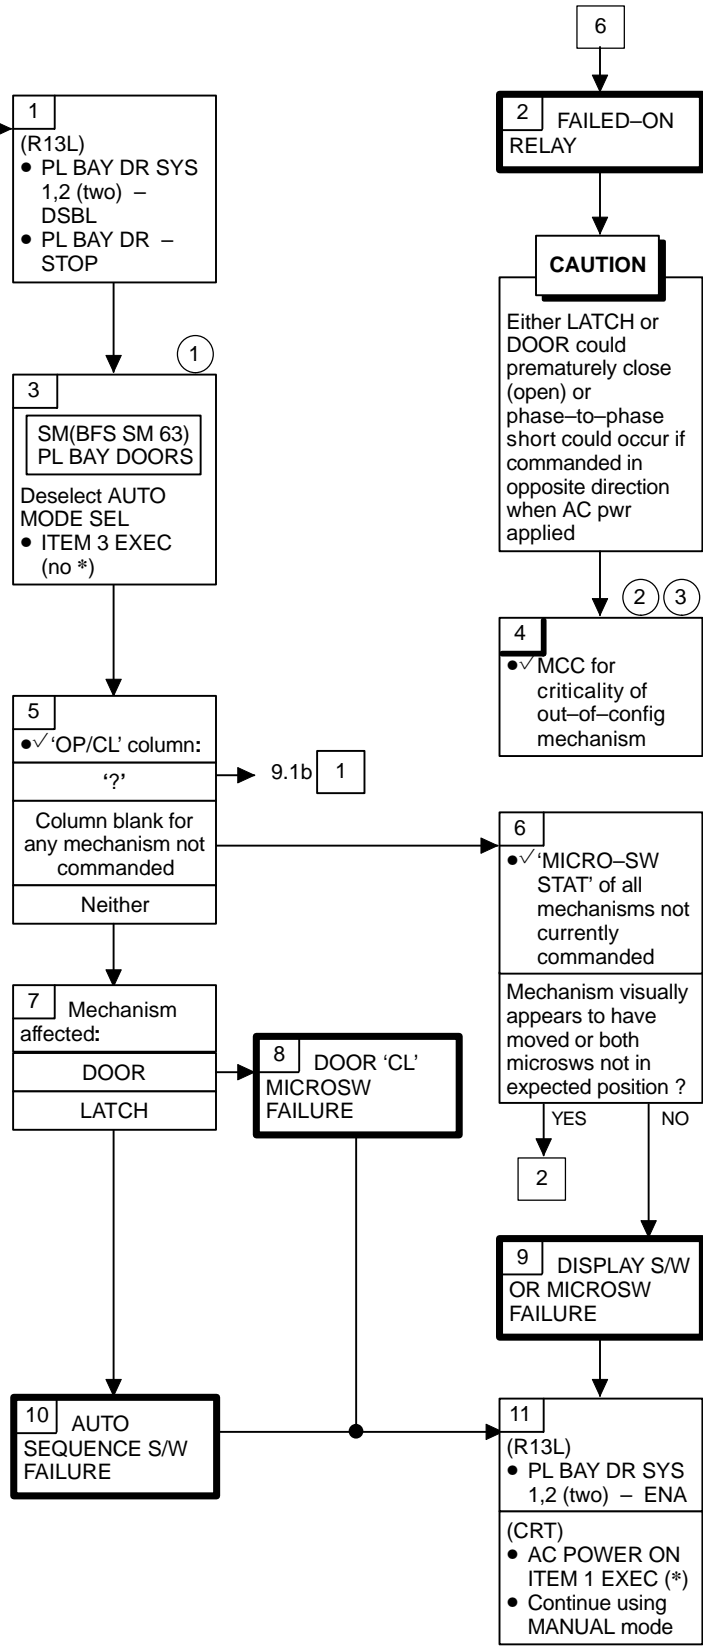 6
1
(R13L)
● PL BAY DR SYS
1,2 (two) –
DSBL
● PL BAY DR –
STOP
2 FAILED–ON
RELAY
CAUTION
Either LATCH or
DOOR could
prematurely close
(open) or
phase–to–phase
short could occur if
commanded in
opposite direction
when AC pwr
applied
1
3
SM(BFS SM 63)
PL BAY DOORS
Deselect AUTO
MODE SEL
● ITEM 3 EXEC
(no *)
2 3
4
●√ MCC for
criticality of
out–of–config
mechanism
5
●√ 'OP/CL' column:
'?'
Column blank for
any mechanism not
commanded
Neither
9.1b 1
6
●√ 'MICRO–SW
STAT' of all
mechanisms not
currently
commanded
Mechanism visually
appears to have
moved or both
microsws not in
expected position ?
YES NO
2
7 Mechanism
affected:
DOOR
LATCH
8 DOOR 'CL'
MICROSW
FAILURE
9 DISPLAY S/W
OR MICROSW
FAILURE
10 AUTO
SEQUENCE S/W
FAILURE
11
(R13L)
● PL BAY DR SYS
1,2 (two) – ENA
(CRT)
● AC POWER ON
ITEM 1 EXEC (*)
● Continue using
MANUAL mode